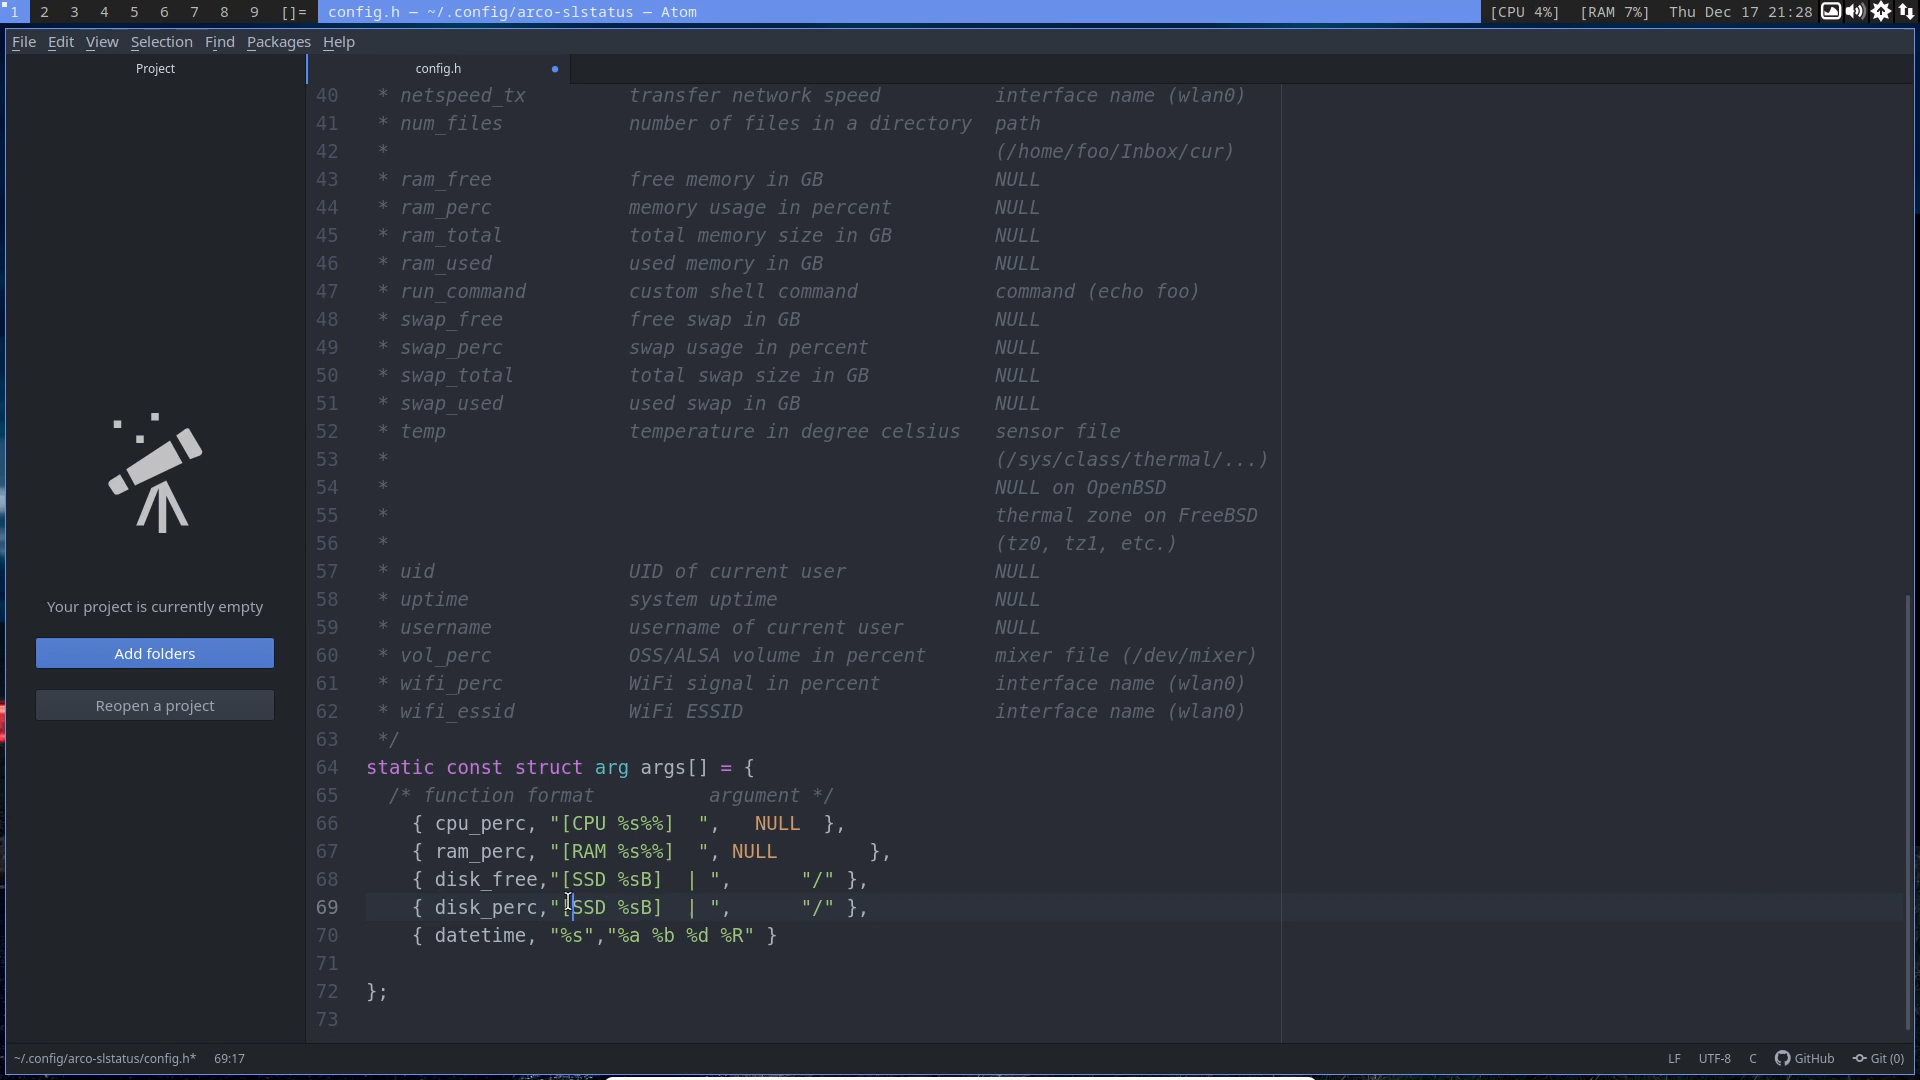 1 2 3 4 5 6 7 8 9 []= config.h — ~/.config/arco-slstatus — Atom [CPU 4%] [RAM 7%] Thu Dec 17 21:28
File Edit View Selection Find Packages Help
Project
config.h
40 * netspeed_tx transfer network speed interface name (wlan0)
41 * num_files number of files in a directory path
42 * (/home/foo/Inbox/cur)
43 * ram_free free memory in GB NULL
44 * ram_perc memory usage in percent NULL
45 * ram_total total memory size in GB NULL
46 * ram_used used memory in GB NULL
47 * run_command custom shell command command (echo foo)
48 * swap_free free swap in GB NULL
49 * swap_perc swap usage in percent NULL
50 * swap_total total swap size in GB NULL
51 * swap_used used swap in GB NULL
52 * temp temperature in degree celsius sensor file
53 * (/sys/class/thermal/...)
54 * NULL on OpenBSD
55 * thermal zone on FreeBSD
56 * (tz0, tz1, etc.)
57 * uid UID of current user NULL
58 * uptime system uptime NULL
59 * username username of current user NULL
60 * vol_perc OSS/ALSA volume in percent mixer file (/dev/mixer)
61 * wifi_perc WiFi signal in percent interface name (wlan0)
62 * wifi_essid WiFi ESSID interface name (wlan0)
63 */
64 static const struct arg args[] = {
65 /* function format argument */
66 { cpu_perc, "[CPU %s%%] ", NULL },
67 { ram_perc, "[RAM %s%%] ", NULL },
68 { disk_free,"[SSD %sB] | ", "/" },
69 { disk_perc,"[SSD %sB] | ", "/" },
70 { datetime, "%s","%a %b %d %R" }
71
72 };
73
Your project is currently empty
Add folders
Reopen a project
~/.config/arco-slstatus/config.h* 69:17 LF UTF-8 C GitHub Git (0)